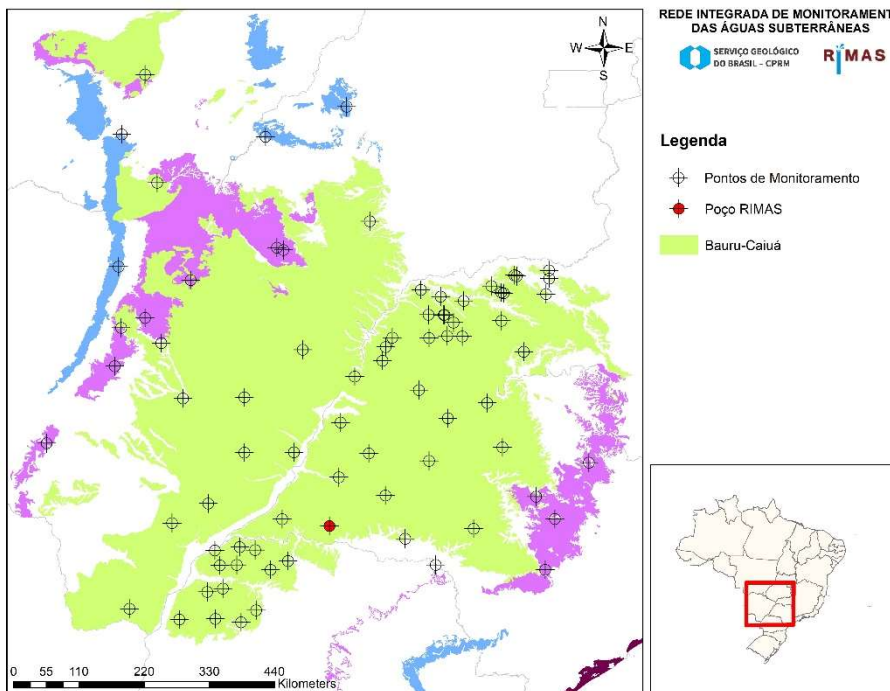 REDE INTEGRADA DE MONITORAMENT
DAS ÁGUAS SUBTERRÂNEAS
SERVIÇO GEOLÓGICO
DO BRASIL – CPRM
RIMAS
N
W E
S
Legenda
Pontos de Monitoramento
Poço RIMAS
Bauru-Caiuá
0 55 110 220 330 440
Kilometers